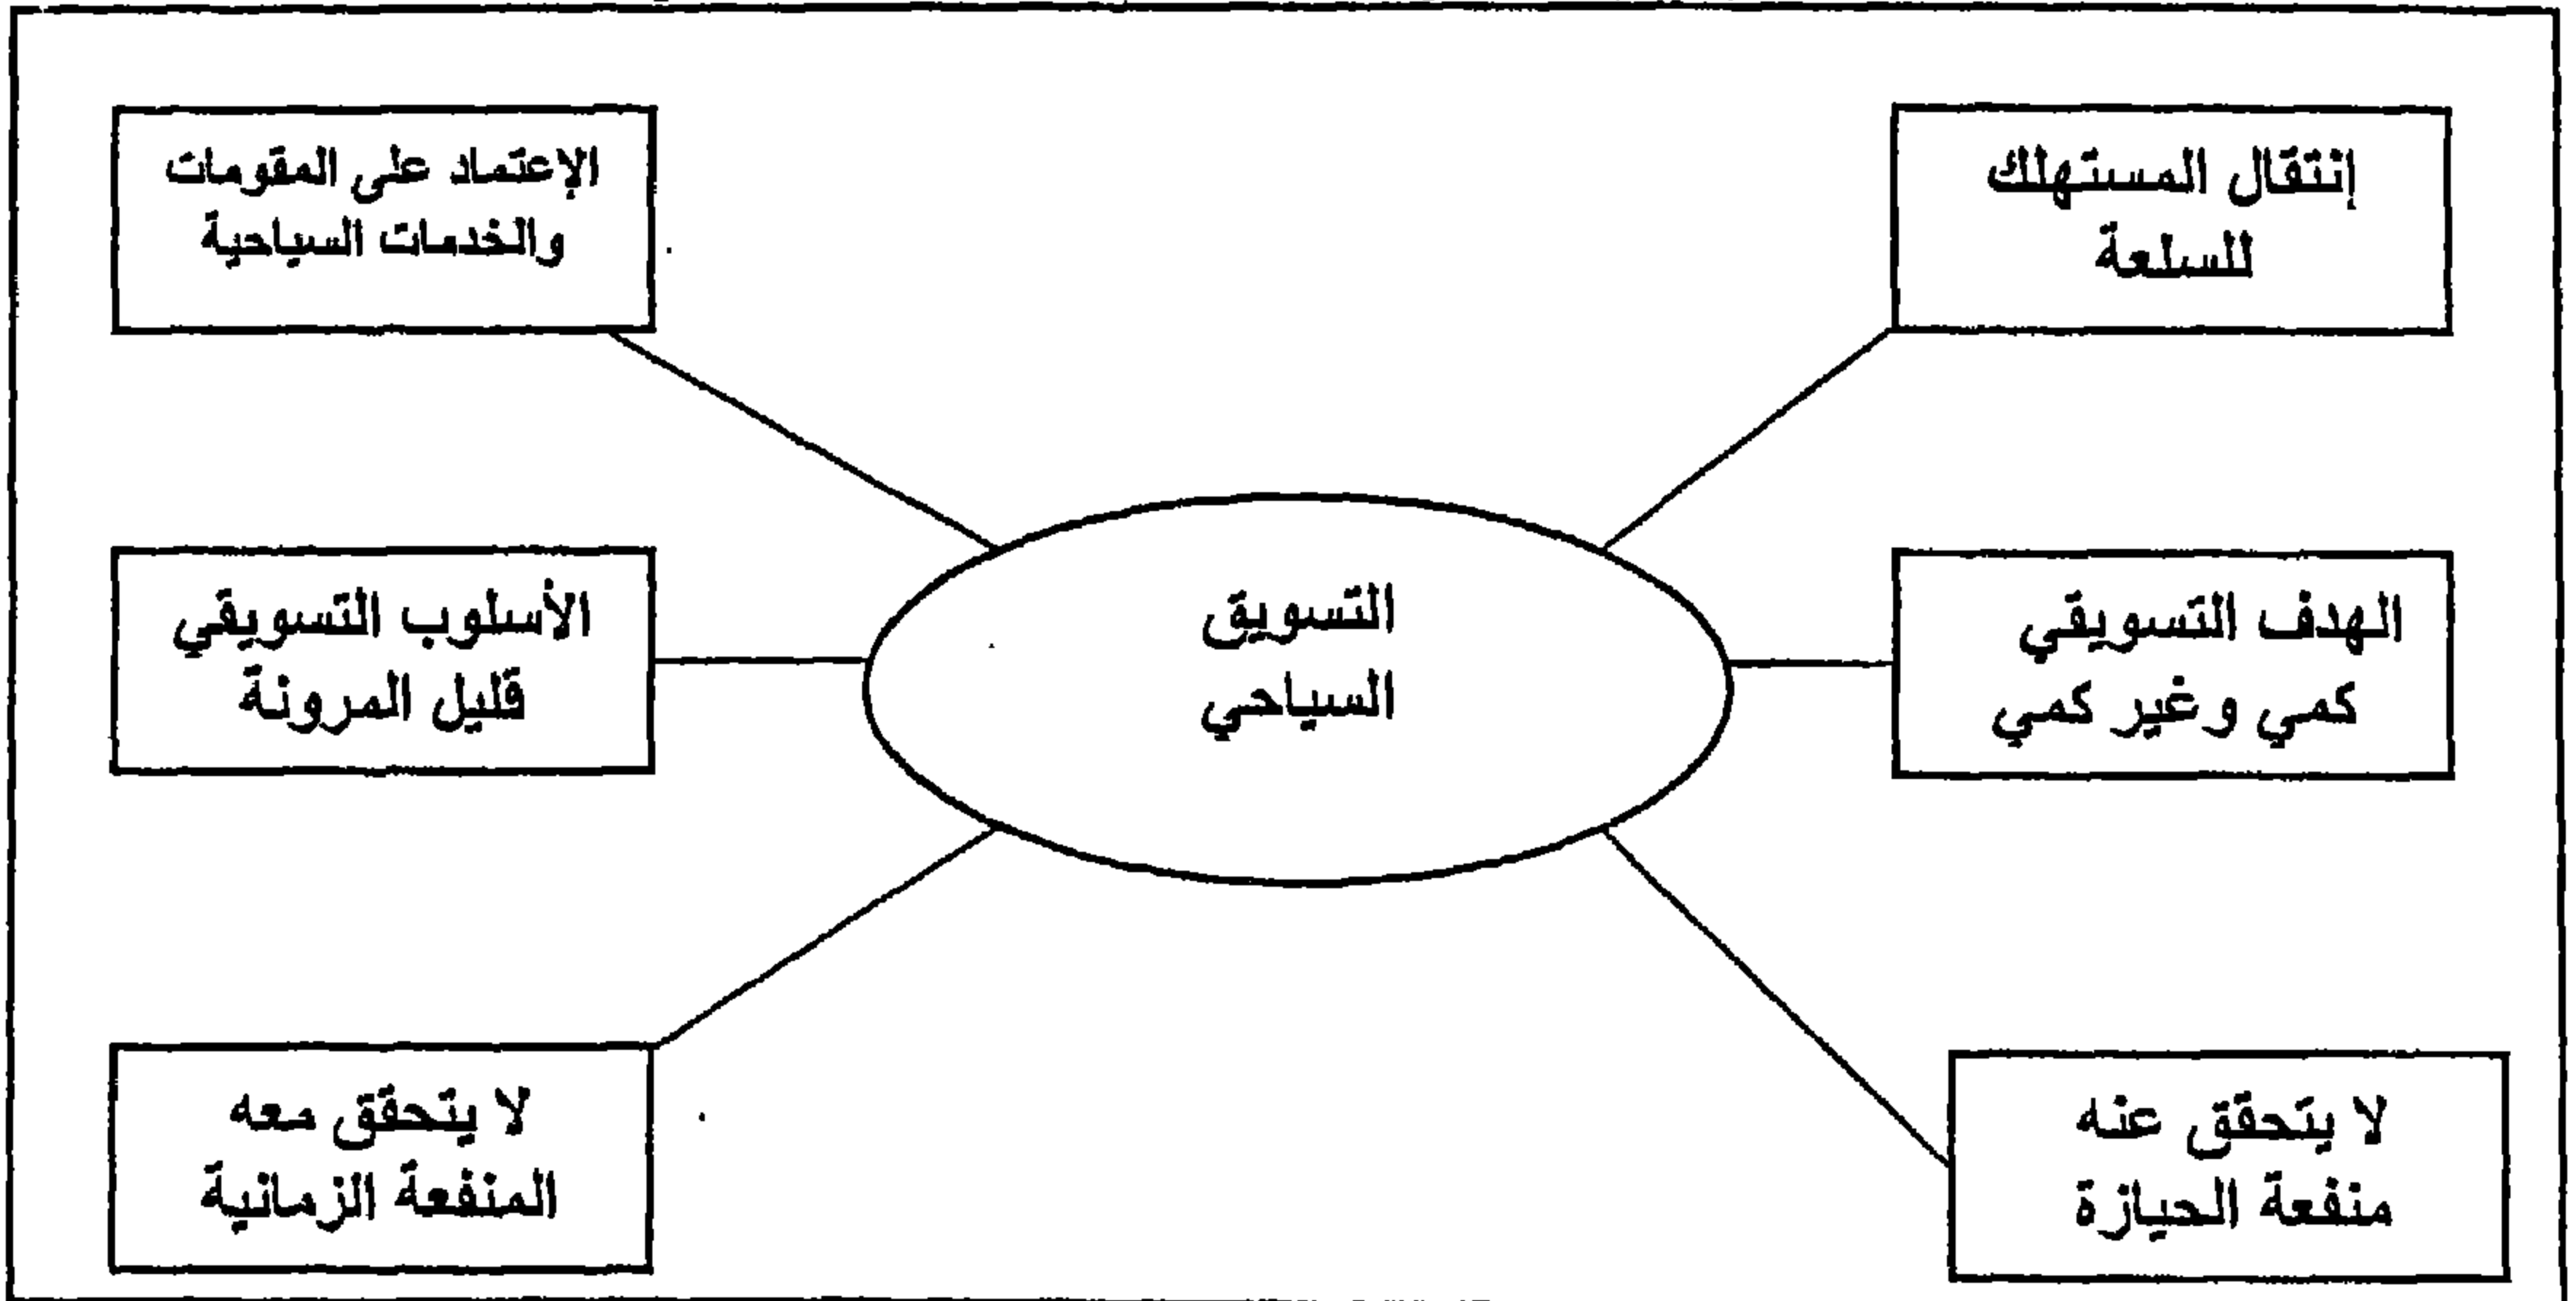 إنتقال المستهلك
للسلعة
الإعتماد على المقومات
والخدمات السياحية
الهدف التسويقي
كمي وغير كمي
التسويق
السياحي
الأسلوب التسويقي
قليل المرونة
لا يتحقق عنه
منفعة الحيازة
لا يتحقق معه
المنفعة الزمانية